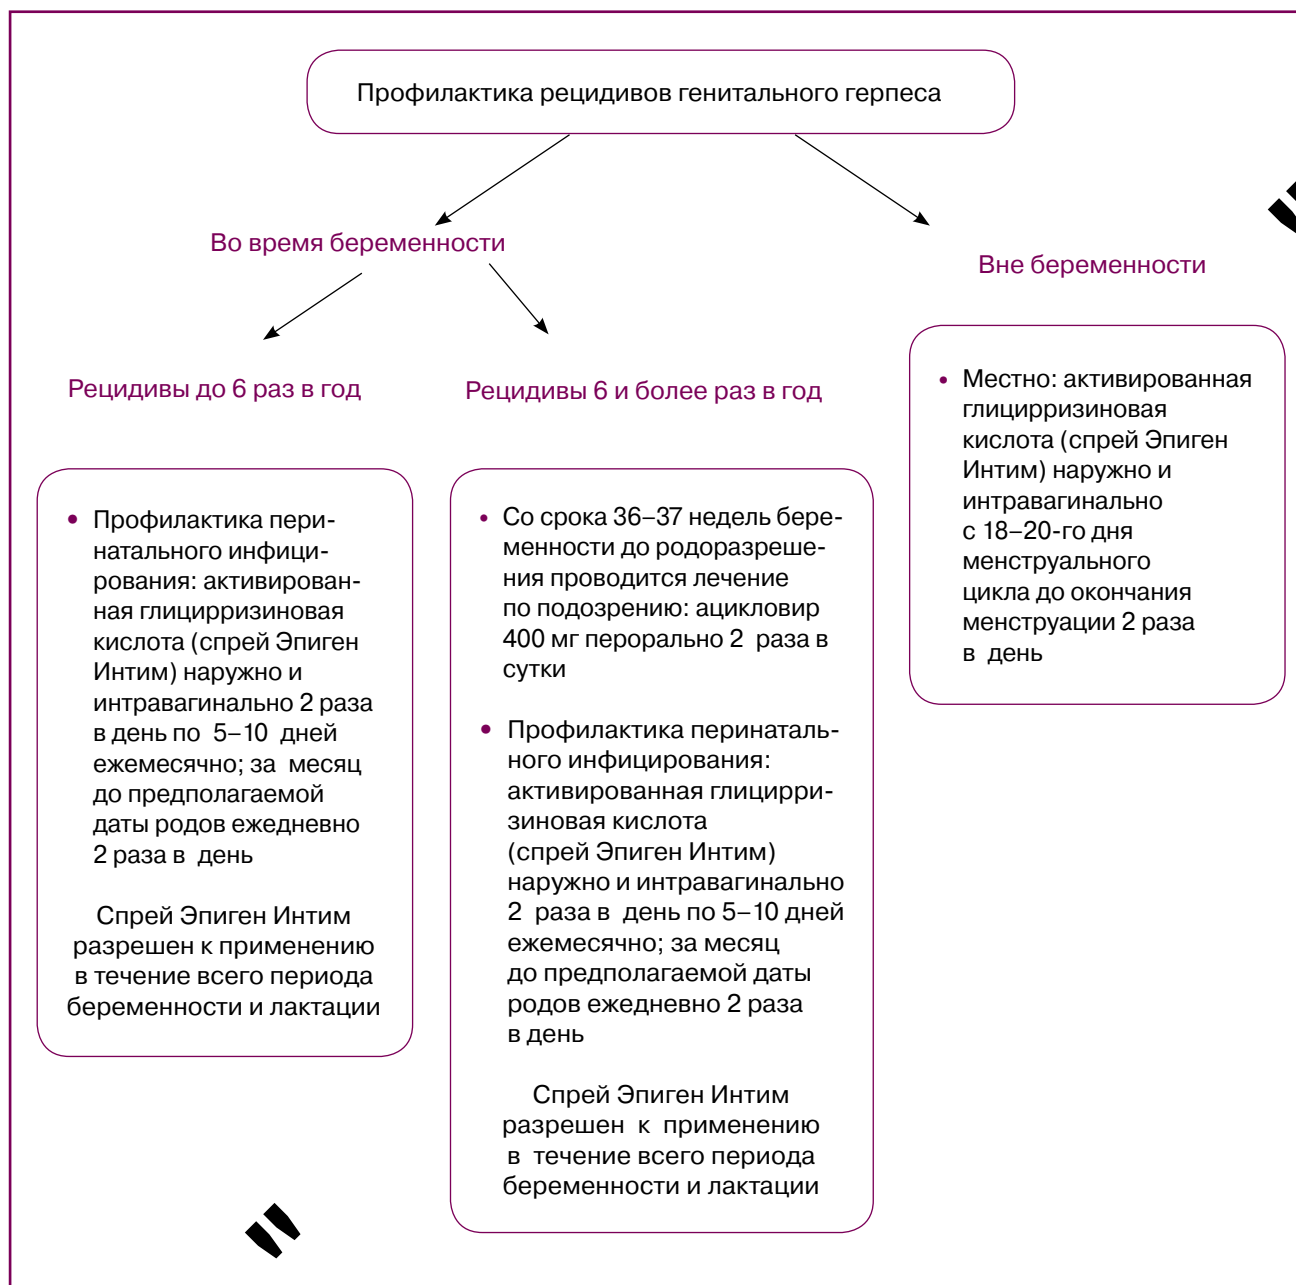 Профилактика рецидивов генитального герпеса
Во время беременности
Вне беременности
Рецидивы до 6 раз в год
Рецидивы 6 и более раз в год
• Профилактика пери-
натального инфици-
рования: активирован-
ная глицирризиновая
кислота (спрей Эпиген
Интим) наружно и
интравагинально 2 раза
в день по 5–10 дней
ежемесячно; за месяц
до предполагаемой
даты родов ежедневно
2 раза в день
Спрей Эпиген Интим
разрешен к применению
в течение всего периода
беременности и лактации
• Со срока 36–37 недель бере-
менности до родоразреше-
ния проводится лечение
по подозрению: ацикловир
400 мг перорально 2 раза в
сутки
• Профилактика перинаталь-
ного инфицирования:
активированная глицирри-
зиновая кислота
(спрей Эпиген Интим)
наружно и интравагинально
2 раза в день по 5–10 дней
ежемесячно; за месяц
до предполагаемой даты
родов ежедневно 2 раза
в день
Спрей Эпиген Интим
разрешен к применению
в течение всего периода
беременности и лактации
• Местно: активированная
глицирризиновая
кислота (спрей Эпиген
Интим) наружно и
интравагинально
с 18–20-го дня
менструального
цикла до окончания
менструации 2 раза
в день